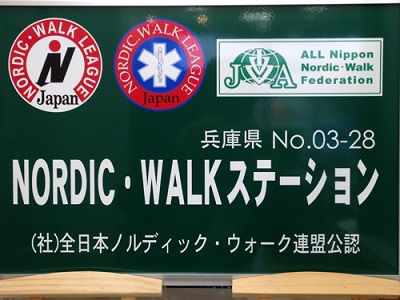 NORDIC・WALK LEAGUE
Japan
NORDIC WALK LEAGUE
Japan
ALL Nippon
Nordic・Walk
Federation
兵庫県 No.03-28
NORDIC・WALKステーション
(社)全日本ノルディック・ウォーク連盟公認